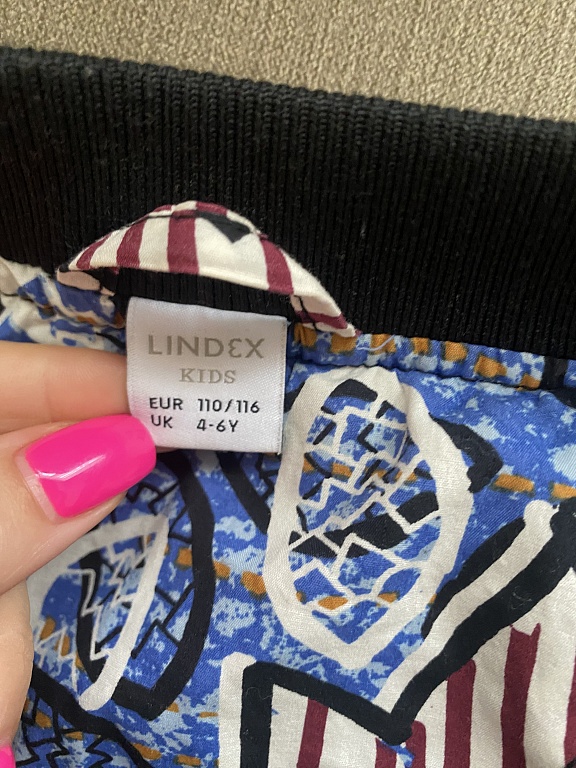 LINDEX
KIDS
EUR 110/116
UK 4-6Y